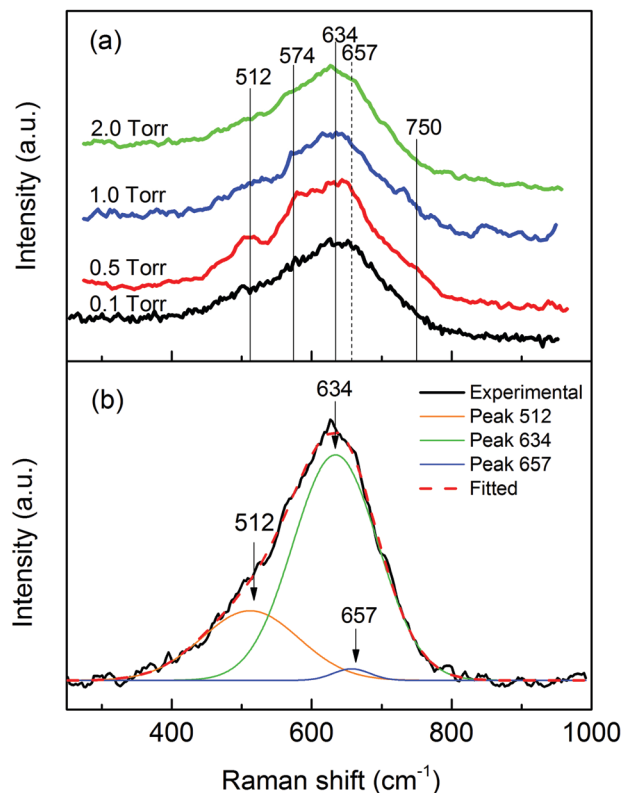 (a)
634
574
657
512
750
2.0 Torr
1.0 Torr
0.5 Torr
0.1 Torr
Intensity (a.u.)
(b)
634
Experimental
Peak 512
Peak 634
Peak 657
Fitted
512
657
Intensity (a.u.)
400 600 800 1000
Raman shift (cm⁻¹)